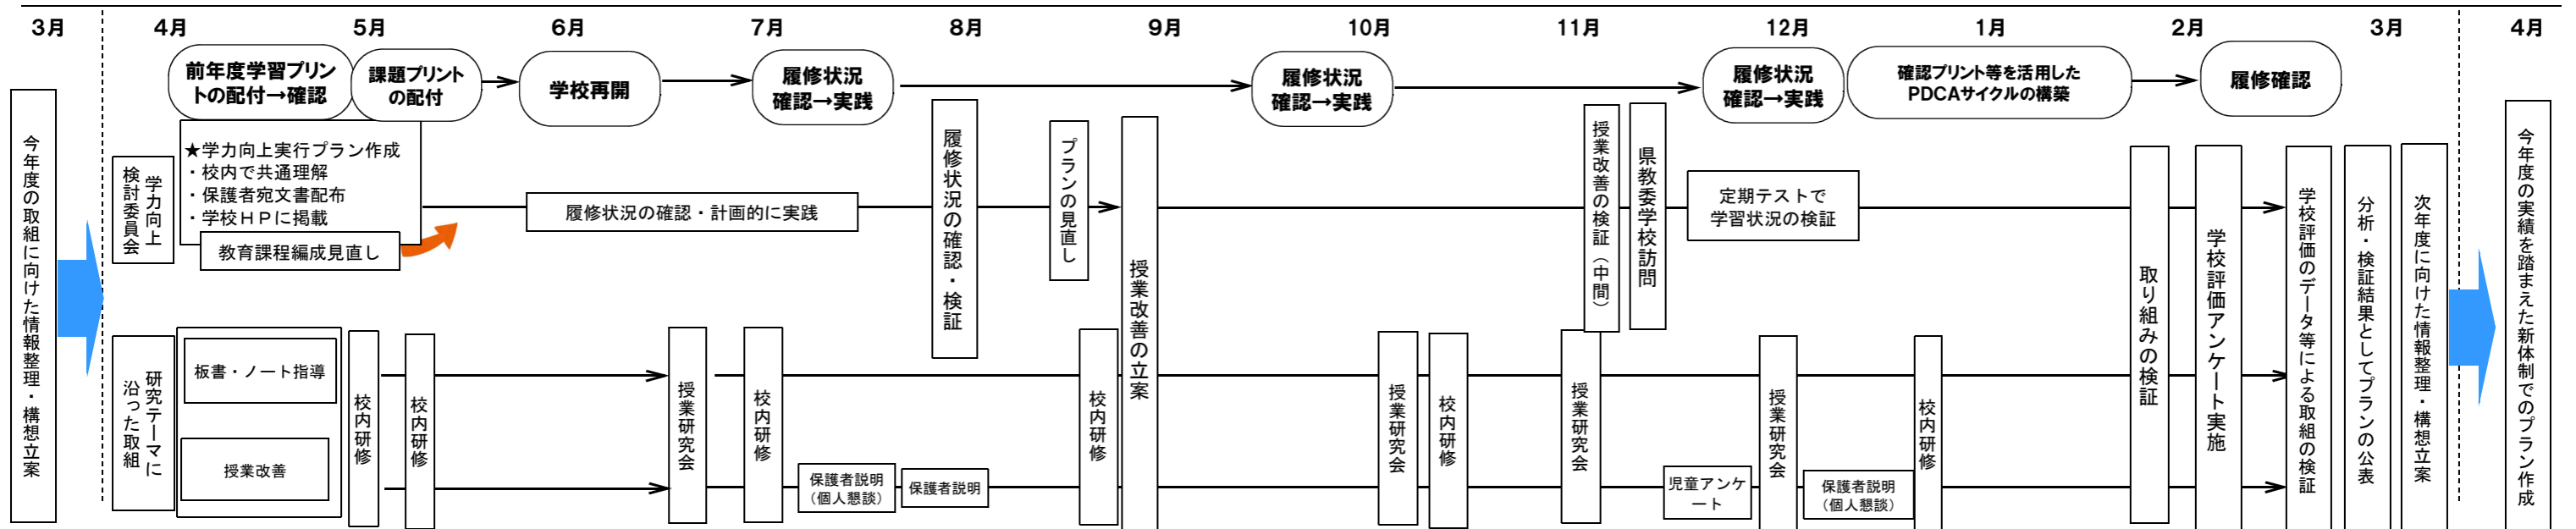 3月
4月
5月
6月
7月
8月
9月
10月
11月
12月
1月
2月
3月
4月
前年度学習プリン
トの配付→確認
課題プリント
の配付
学校再開
履修状況
確認→実践
履修状況
確認→実践
履修状況
確認→実践
確認プリント等を活用した
PDCAサイクルの構築
履修確認
今年度の取組に向けた情報整理・構想立案
学力向上
検討委員会
★学力向上実行プラン作成
・校内で共通理解
・保護者宛文書配布
・学校HPに掲載
教育課程編成見直し
履修状況の確認・計画的に実践
履修状況の確認・検証
プランの見直し
授業改善の立案
授業改善の検証（中間）
県教委学校訪問
定期テストで
学習状況の検証
取り組みの検証
学校評価アンケート実施
学校評価のデータ等による取組の検証
分析・検証結果としてプランの公表
次年度に向けた情報整理・構想立案
今年度の実績を踏まえた新体制でのプラン作成
研究テーマに
沿った取組
板書・ノート指導
授業改善
校内研修
校内研修
授業研究会
校内研修
保護者説明
（個人懇談）
保護者説明
校内研修
授業研究会
校内研修
授業研究会
児童アンケ
ート
授業研究会
保護者説明
（個人懇談）
校内研修